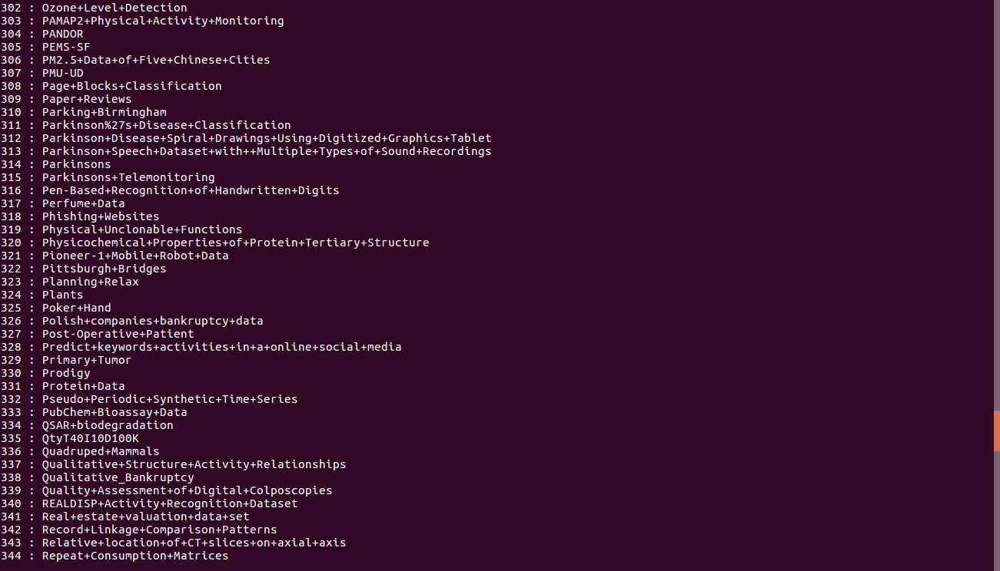 302 : Ozone+Level+Detection
303 : PAMAP2+Physical+Activity+Monitoring
304 : PANDOR
305 : PEMS-SF
306 : PM2.5+Data+of+Five+Chinese+Cities
307 : PMU-UD
308 : Page+Blocks+Classification
309 : Paper+Reviews
310 : Parking+Birmingham
311 : Parkinson%27s+Disease+Classification
312 : Parkinson+Disease+Spiral+Drawings+Using+Digitized+Graphics+Tablet
313 : Parkinson+Speech+Dataset+with++Multiple+Types+of+Sound+Recordings
314 : Parkinsons
315 : Parkinsons+Telemonitoring
316 : Pen-Based+Recognition+of+Handwritten+Digits
317 : Perfume+Data
318 : Phishing+Websites
319 : Physical+Unclonable+Functions
320 : Physicochemical+Properties+of+Protein+Tertiary+Structure
321 : Pioneer-1+Mobile+Robot+Data
322 : Pittsburgh+Bridges
323 : Planning+Relax
324 : Plants
325 : Poker+Hand
326 : Polish+companies+bankruptcy+data
327 : Post-Operative+Patient
328 : Predict+keywords+activities+in+a+online+social+media
329 : Primary+Tumor
330 : Prodigy
331 : Protein+Data
332 : Pseudo+Periodic+Synthetic+Time+Series
333 : PubChem+Bioassay+Data
334 : QSAR+biodegradation
335 : QtyT40I10D100K
336 : Quadruped+Mammals
337 : Qualitative+Structure+Activity+Relationships
338 : Qualitative_Bankruptcy
339 : Quality+Assessment+of+Digital+Colposcopies
340 : REALDISP+Activity+Recognition+Dataset
341 : Real+estate+valuation+data+set
342 : Record+Linkage+Comparison+Patterns
343 : Relative+location+of+CT+slices+on+axial+axis
344 : Repeat+Consumption+Matrices